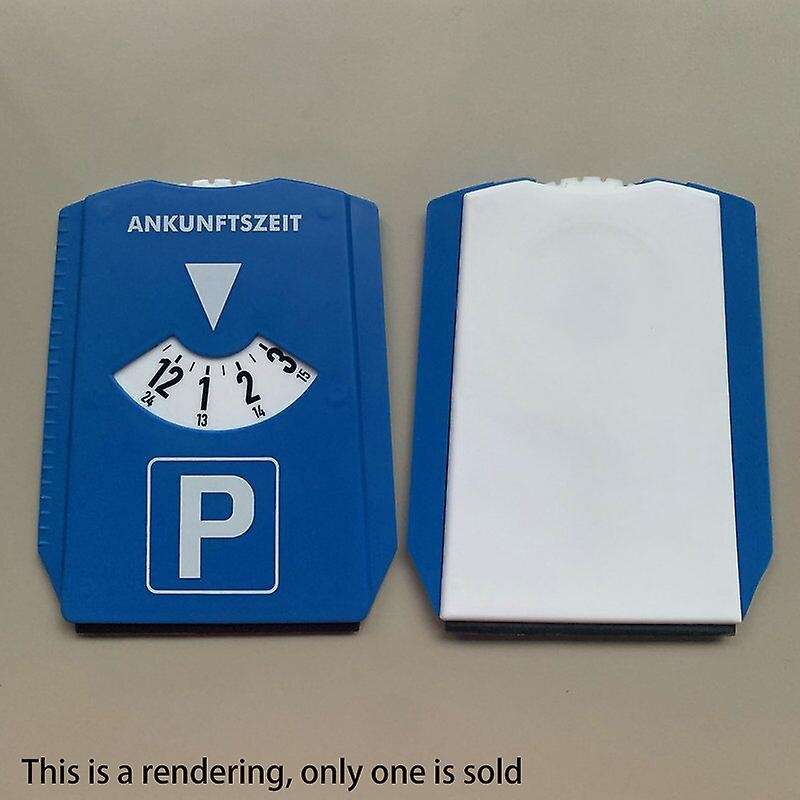 ANKUNFTSZEIT
12 1 2 3
24 13 14 15
P
This is a rendering, only one is sold